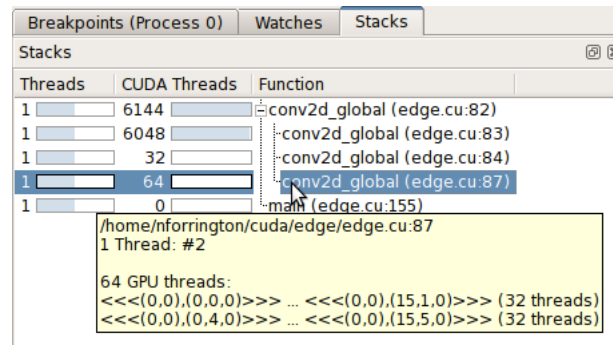 Breakpoints (Process 0) Watches Stacks
Stacks
Threads CUDA Threads Function
1 6144 conv2d_global (edge.cu:82)
1 6048 conv2d_global (edge.cu:83)
1 32 conv2d_global (edge.cu:84)
1 64 conv2d_global (edge.cu:87)
1 0 main (edge.cu:155)
/home/nforrington/cuda/edge/edge.cu:87
1 Thread: #2
64 GPU threads:
<<<(0,0),(0,0,0)>>> ... <<<(0,0),(15,1,0)>>> (32 threads)
<<<(0,0),(0,4,0)>>> ... <<<(0,0),(15,5,0)>>> (32 threads)